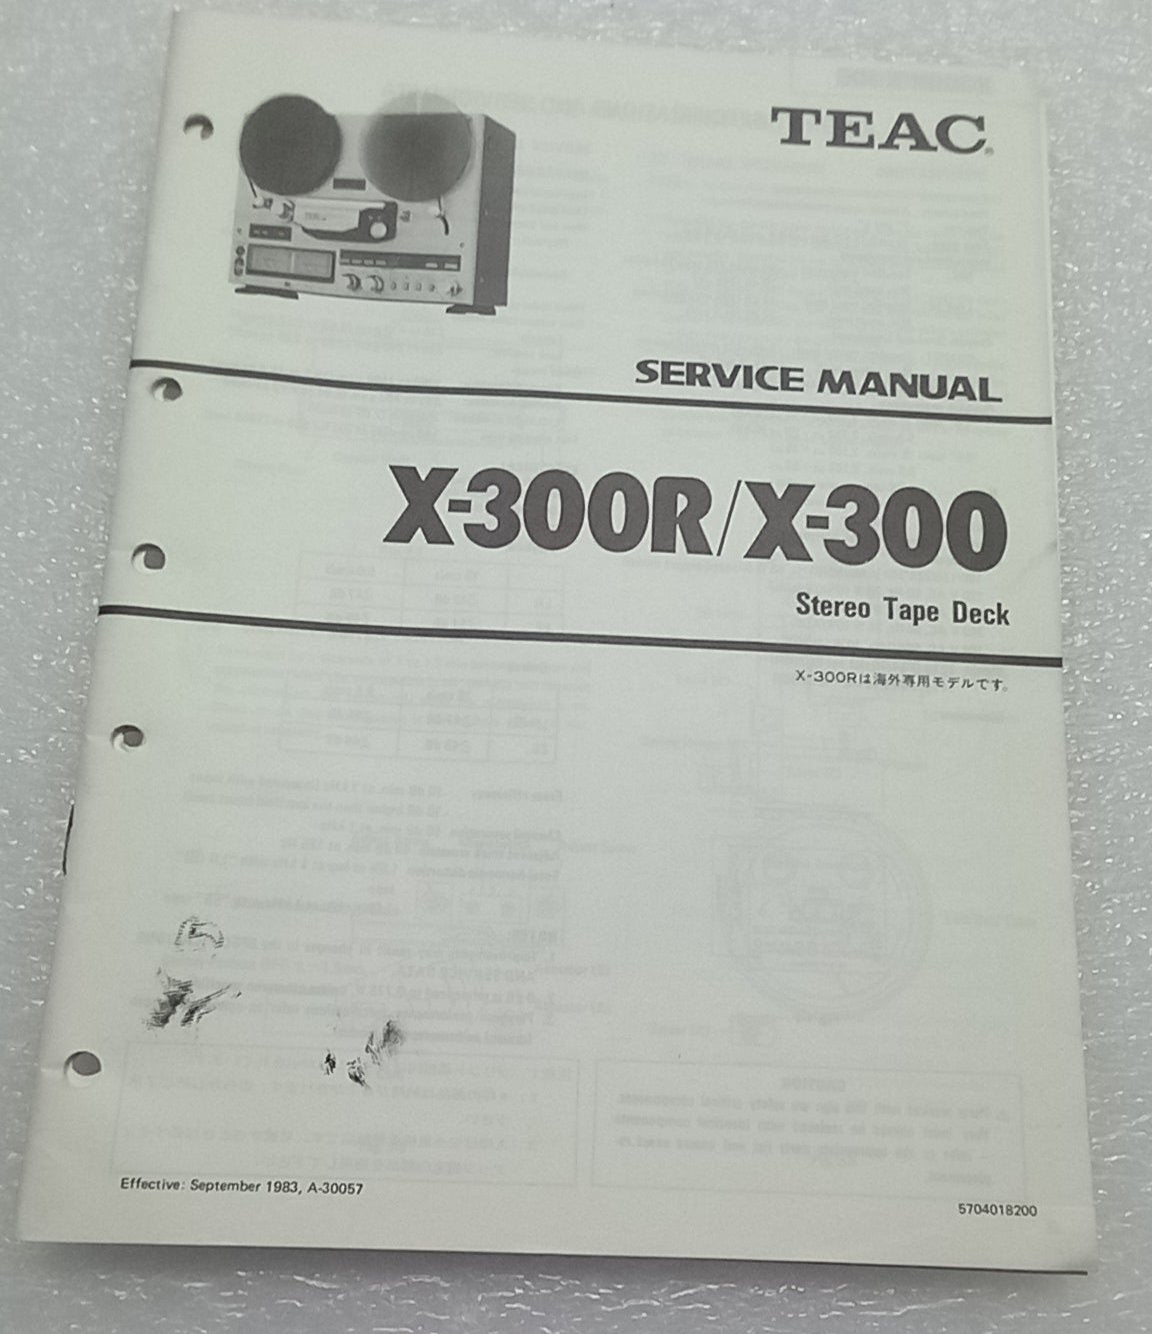 TEAC
SERVICE MANUAL
X-300R/X-300
Stereo Tape Deck
X-300Rは海外専用モデルです。
Effective: September 1983, A-30057
5704018200